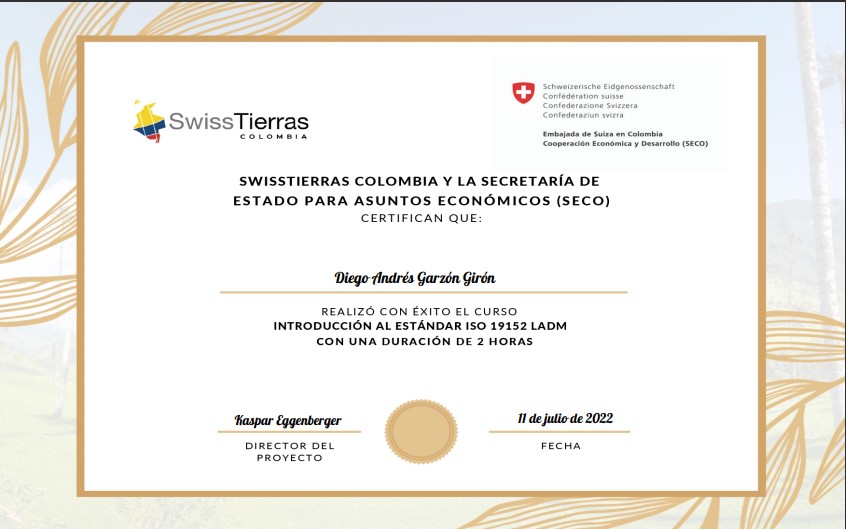 SwissTierras
COLOMBIA
Schweizerische Eidgenossenschaft
Confédération suisse
Confederazione Svizzera
Confederaziun svizra
Embajada de Suiza en Colombia
Cooperación Económica y Desarrollo (SECO)
SWISSTIERRAS COLOMBIA Y LA SECRETARÍA DE
ESTADO PARA ASUNTOS ECONÓMICOS (SECO)
CERTIFICAN QUE:
Diego Andrés Garzón Girón
REALIZÓ CON ÉXITO EL CURSO
INTRODUCCIÓN AL ESTÁNDAR ISO 19152 LADM
CON UNA DURACIÓN DE 2 HORAS
Kaspar Eggenberger
DIRECTOR DEL
PROYECTO
11 de julio de 2022
FECHA